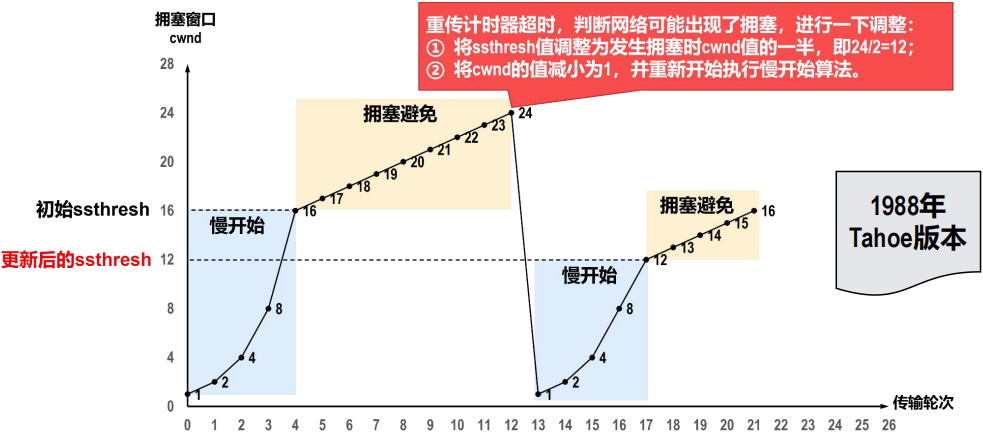 拥塞窗口
cwnd
重传计时器超时，判断网络可能出现了拥塞，进行一下调整：
① 将ssthresh值调整为发生拥塞时cwnd值的一半，即24/2=12；
② 将cwnd的值减小为1，并重新开始执行慢开始算法。
28
24
20
初始ssthresh 16
更新后的ssthresh 12
8
4
0
拥塞避免
慢开始
1
2
4
8
16
17
18
19
20
21
22
23
24
慢开始
拥塞避免
1
2
4
8
12
13
14
15
16
1988年
Tahoe版本
传输轮次
0 1 2 3 4 5 6 7 8 9 10 11 12 13 14 15 16 17 18 19 20 21 22 23 24 25 26